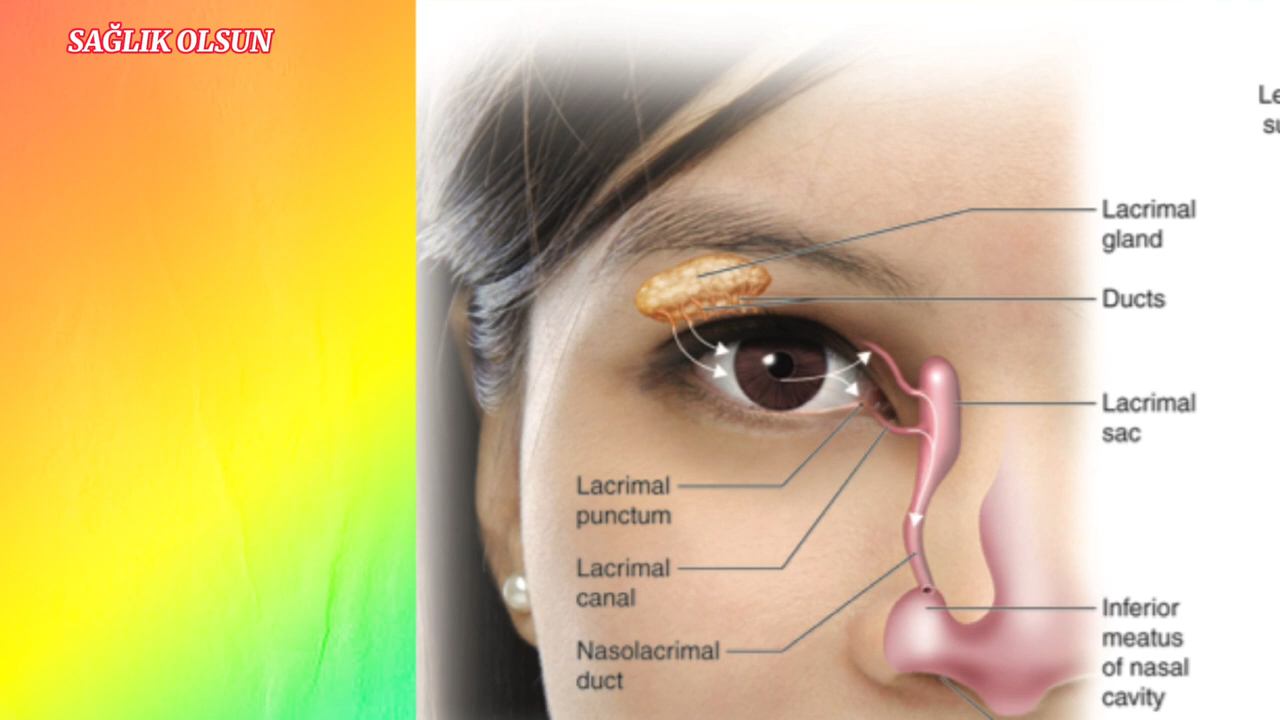 SAĞLIK OLSUN
Lacrimal
gland
Ducts
Lacrimal
sac
Lacrimal
punctum
Lacrimal
canal
Nasolacrimal
duct
Inferior
meatus
of nasal
cavity